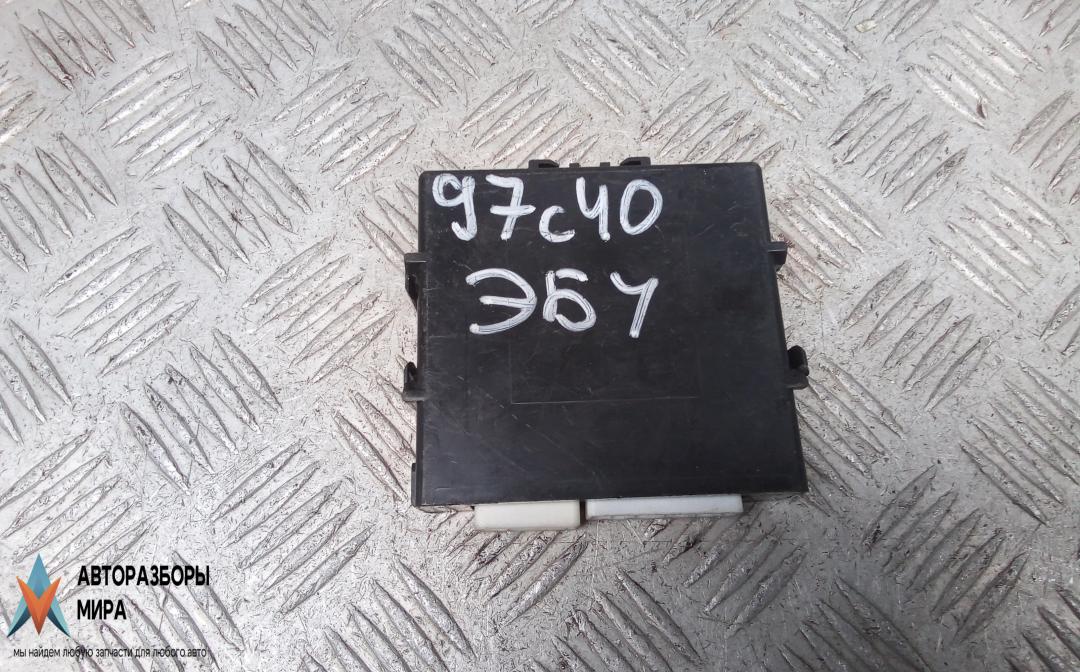 97с40
ЭБУ
АВТОРАЗБОРЫ
МИРА
мы найдем любую запчасти для любого авто